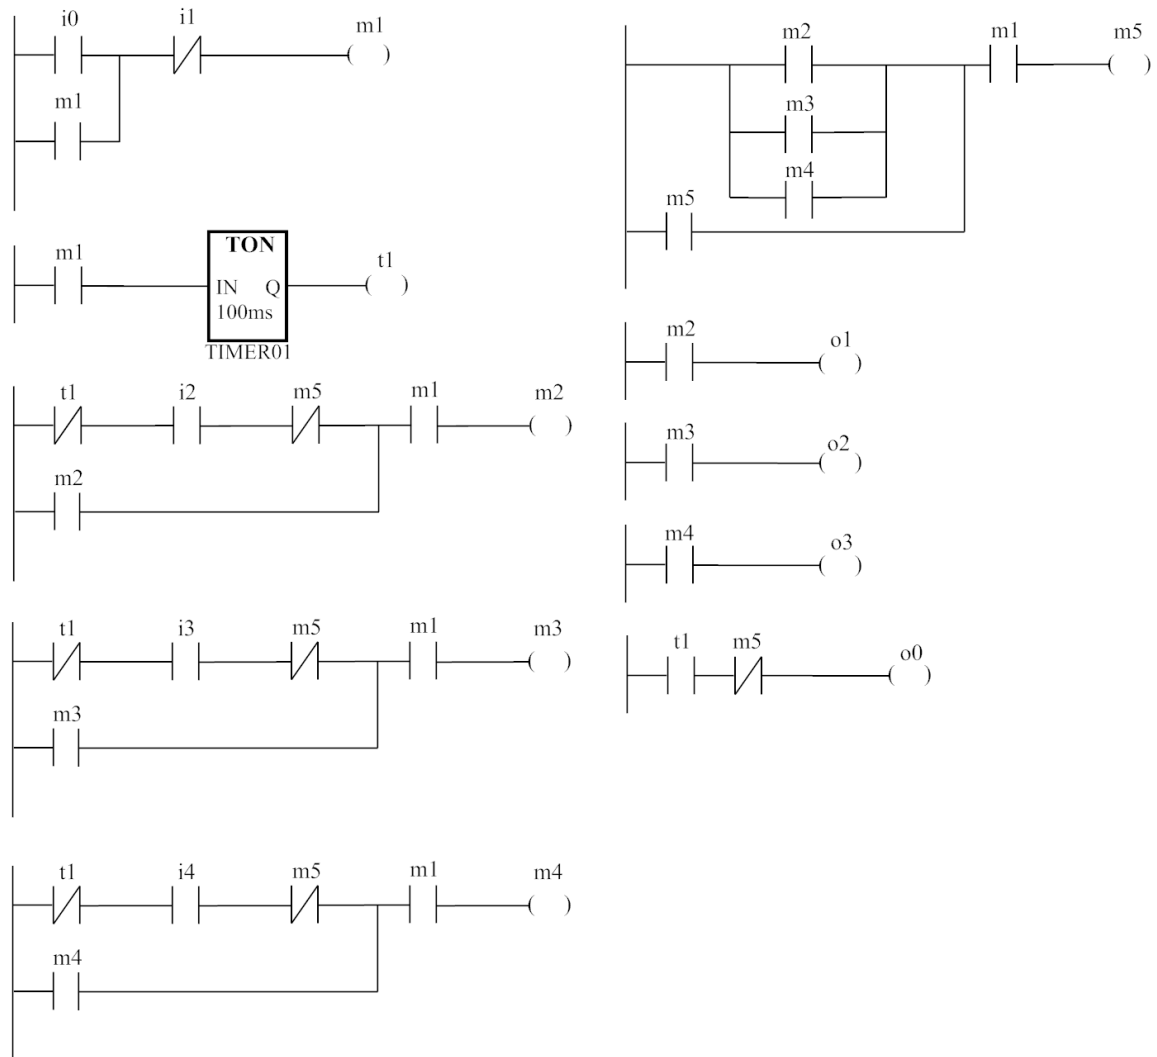 i0 i1 m1
m1
m1 TON t1
IN Q
100ms
TIMER01
t1 i2 m5 m1 m2
m2
t1 i3 m5 m1 m3
m3
t1 i4 m5 m1 m4
m4
m2 m1 m5
m3
m4
m5
m2 o1
m3 o2
m4 o3
t1 m5 o0